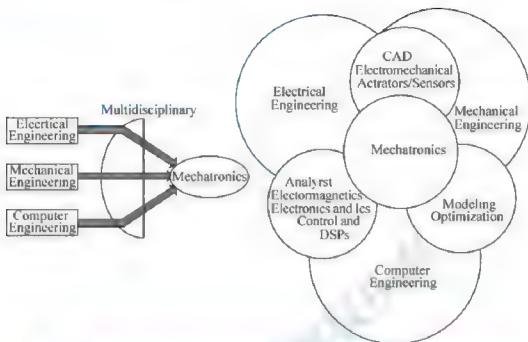 Multidisciplinary
Electrical
Engineering
Mechanical
Engineering
Computer
Engineering
Mechatronics
CAD
Electromechanical
Actrators/Sensors
Electrical
Engineering
Mechanical Engineering
Mechatronics
Analyrst
Electormagnetics
Electronics and Ics
Control and
DSPs
Modeling
Optimization
Computer
Engineering